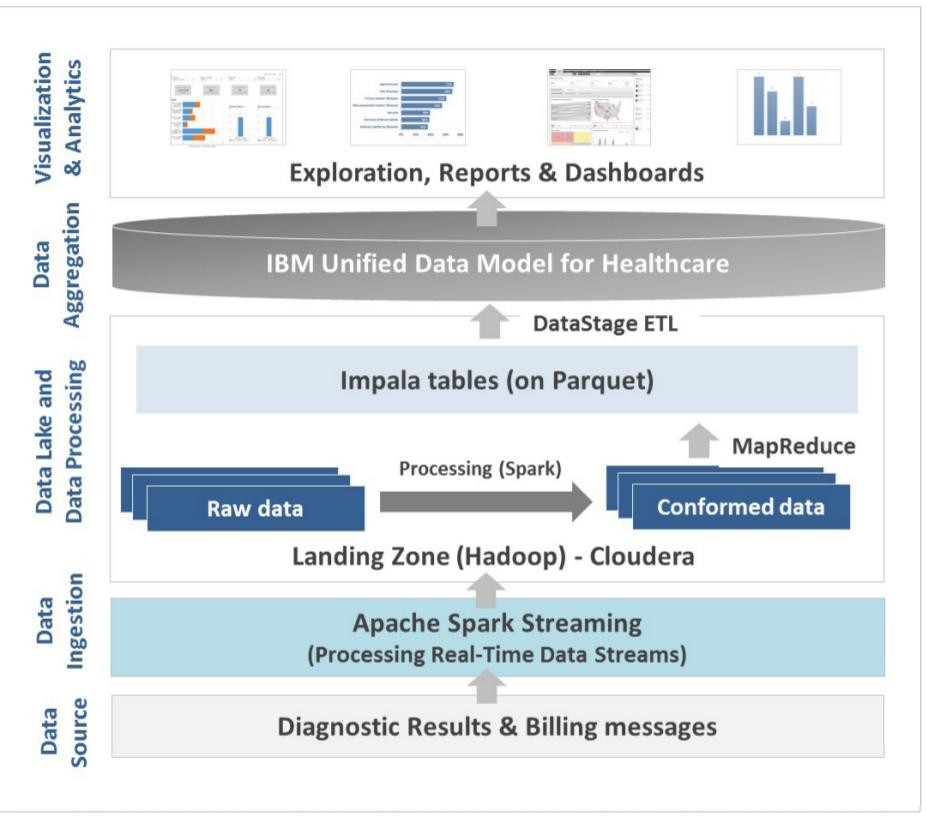 Visualization
& Analytics
Exploration, Reports & Dashboards
Data
Aggregation
IBM Unified Data Model for Healthcare
DataStage ETL
Data Lake and
Data Processing
Impala tables (on Parquet)
MapReduce
Processing (Spark)
Raw data
Conformed data
Landing Zone (Hadoop) - Cloudera
Data
Ingestion
Apache Spark Streaming
(Processing Real-Time Data Streams)
Data
Source
Diagnostic Results & Billing messages